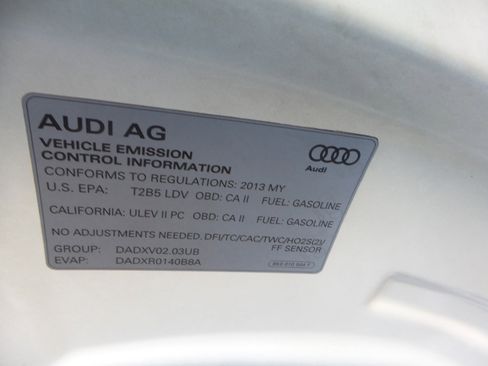 AUDI AG
VEHICLE EMISSION
CONTROL INFORMATION
Audi
CONFORMS TO REGULATIONS: 2013 MY
U.S. EPA: T2B5 LDV OBD: CA II FUEL: GASOLINE
CALIFORNIA: ULEV II PC OBD: CA II FUEL: GASOLINE
NO ADJUSTMENTS NEEDED. DFI/TC/CAC/TWC/HO2S(2)/
FF SENSOR
GROUP: DADXV02.03UB
EVAP: DADXR0140B8A